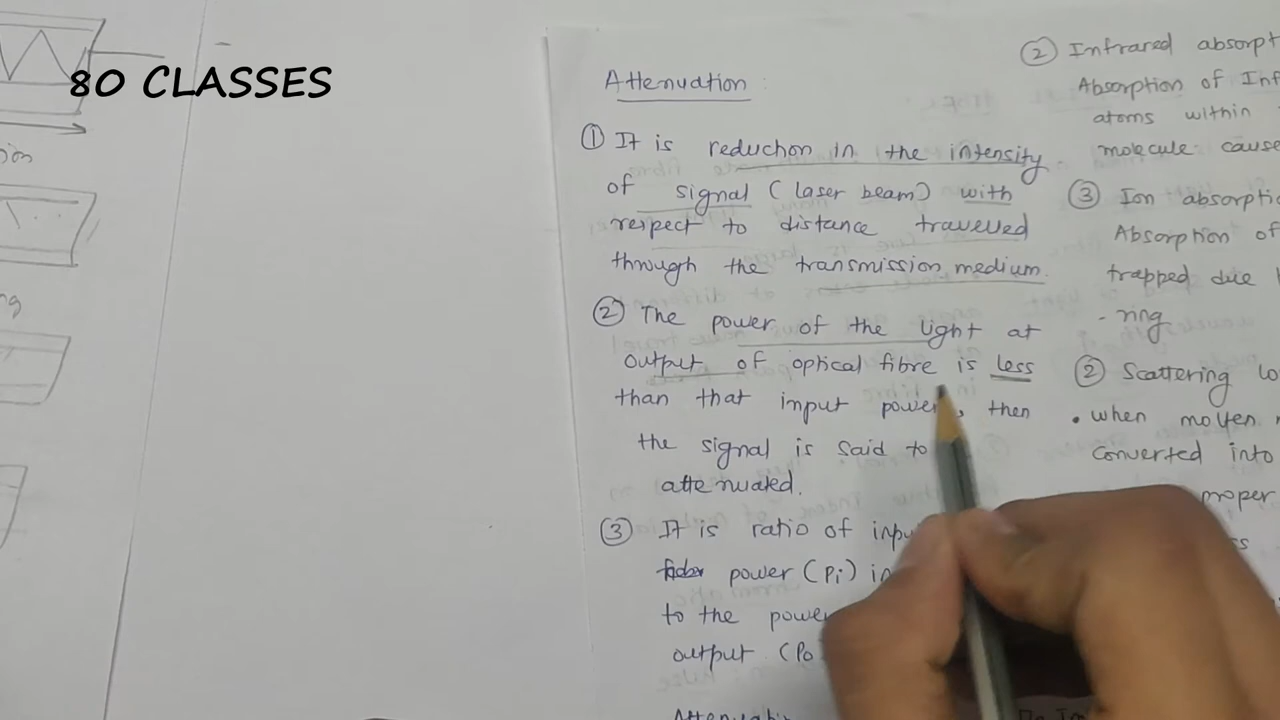 80 CLASSES
Attenuation :
① It is reduction in the intensity
of signal (laser beam) with
respect to distance travelled
through the transmission medium.
② The power of the light at
output of optical fibre is less
than that input power, then
the signal is said to
attenuated.
③ It is ratio of inpu
power (Pi) in
to the power
output (Po
② Infrared absorpt
Absorption of Inf
atoms within
molecule cause
③ Ion absorptio
Absorption of
trapped due
-ring
② Scattering lo
• when molten
converted into
proper
ss